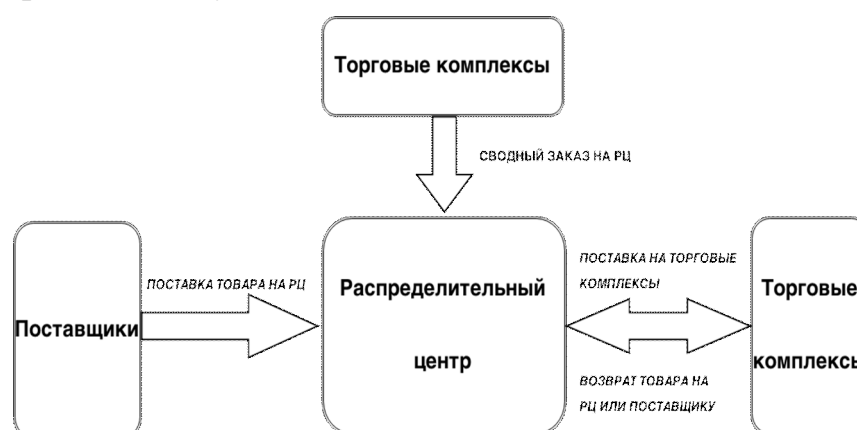 Торговые комплексы
СВОДНЫЙ ЗАКАЗ НА РЦ
ПОСТАВКА ТОВАРА НА РЦ
Поставщики
Распределительный
центр
ПОСТАВКА НА ТОРГОВЫЕ
КОМПЛЕКСЫ
ВОЗВРАТ ТОВАРА НА
РЦ ИЛИ ПОСТАВЩИКУ
Торговые
комплексы